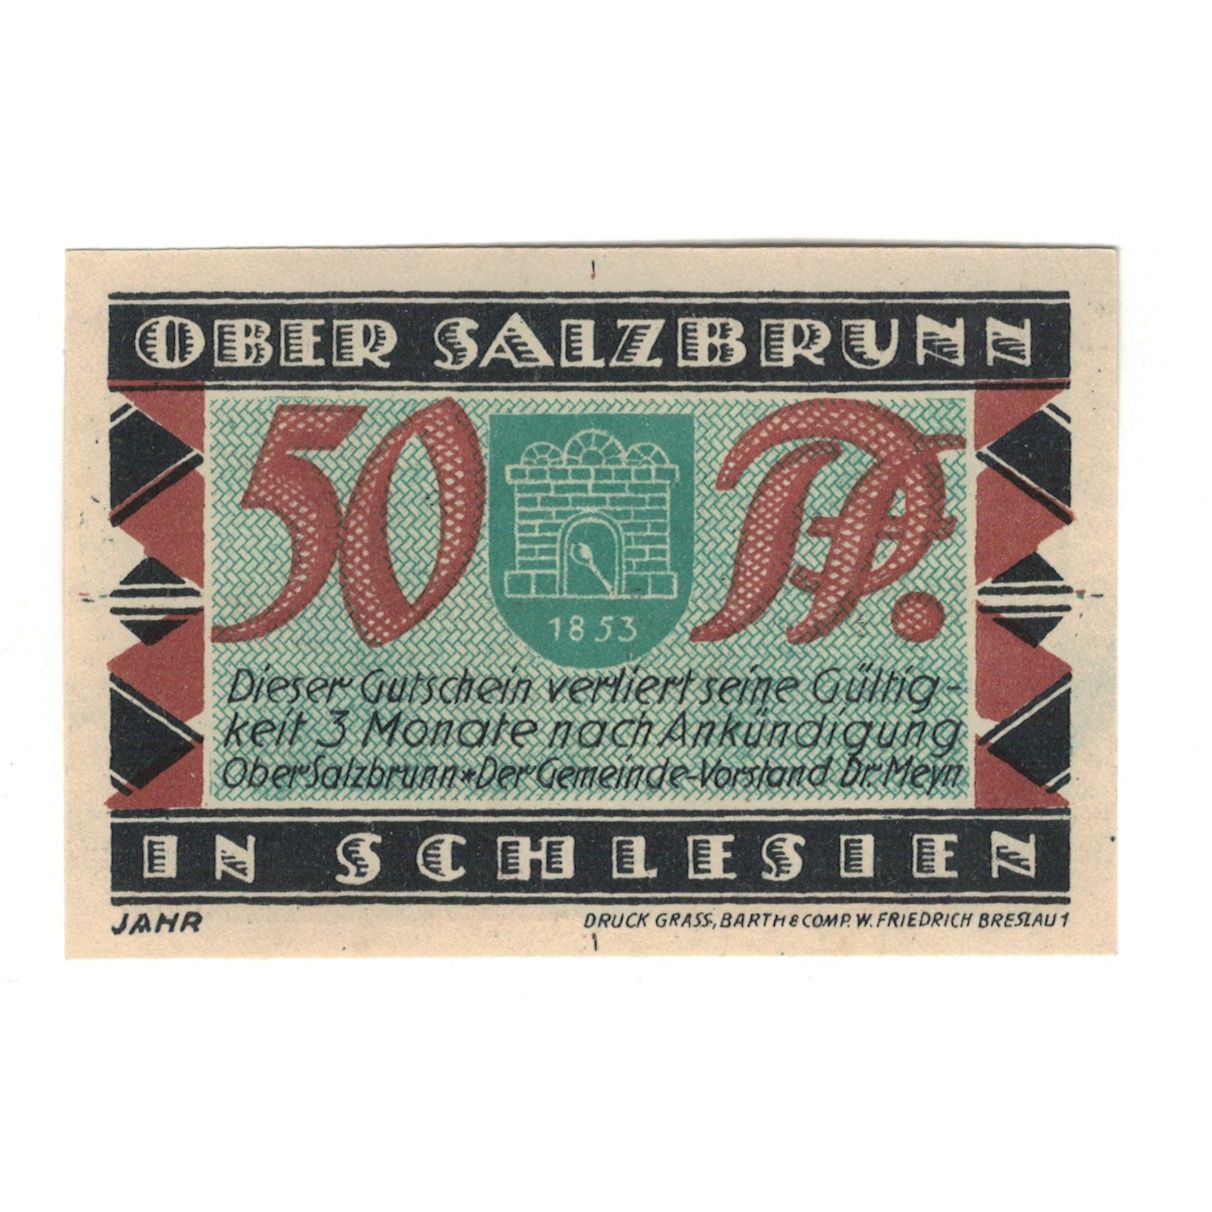 OBER SALZBRUNN
50 Pf.
1853
Dieser Gutschein verliert seine Gültig-
keit 3 Monate nach Ankündigung
Ober Salzbrunn*Der Gemeinde-Vorstand Dr. Meyn
IN SCHLESIEN
JAHR
DRUCK GRASS, BARTH & COMP. W. FRIEDRICH BRESLAU 1